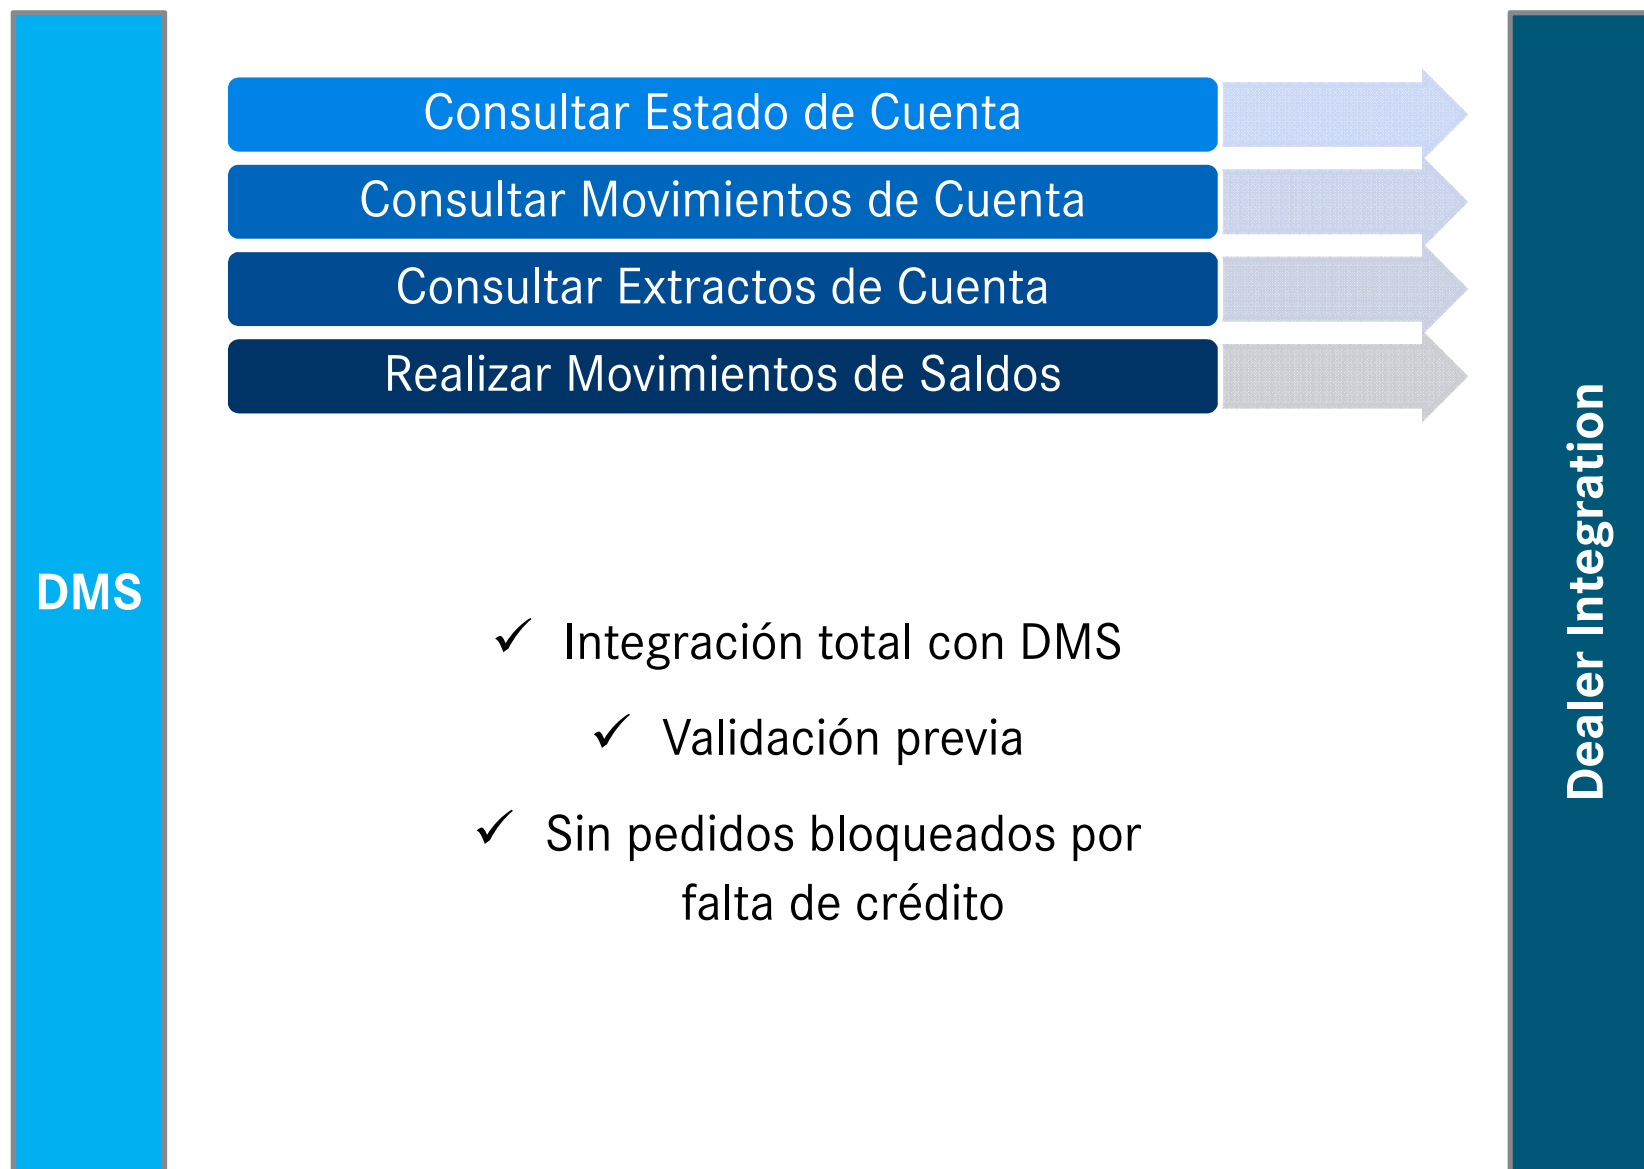 Consultar Estado de Cuenta
Consultar Movimientos de Cuenta
Consultar Extractos de Cuenta
Realizar Movimientos de Saldos
DMS
✓ Integración total con DMS
✓ Validación previa
✓ Sin pedidos bloqueados por
falta de crédito
Dealer Integration